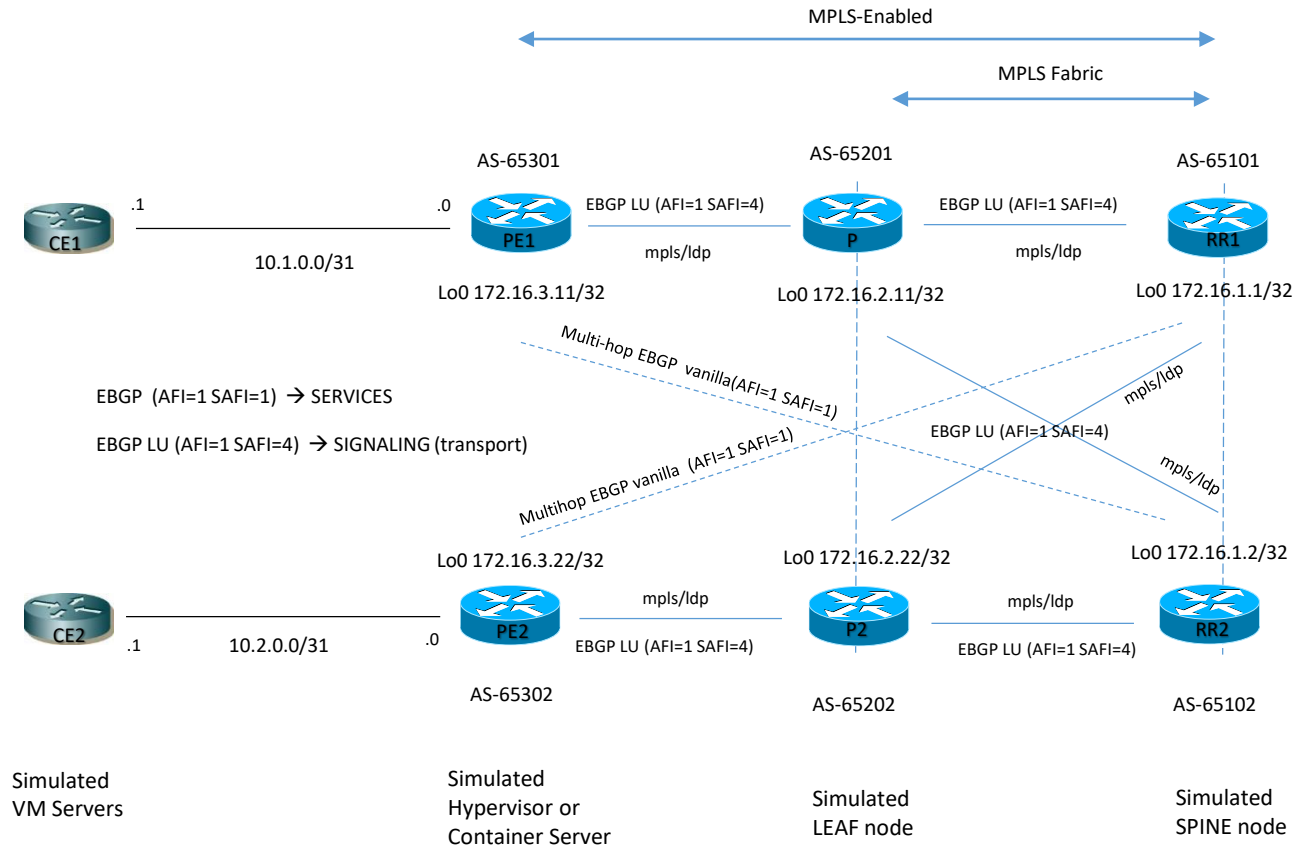 MPLS-Enabled
MPLS Fabric
AS-65301
AS-65201
AS-65101
.1
.0
EBGP LU (AFI=1 SAFI=4)
EBGP LU (AFI=1 SAFI=4)
CE1
PE1
P
RR1
mpls/ldp
mpls/ldp
10.1.0.0/31
Lo0 172.16.3.11/32
Lo0 172.16.2.11/32
Lo0 172.16.1.1/32
Multi-hop EBGP vanilla(AFI=1 SAFI=1)
mpls/ldp
EBGP (AFI=1 SAFI=1) → SERVICES
EBGP LU (AFI=1 SAFI=4) → SIGNALING (transport)
EBGP LU (AFI=1 SAFI=4)
Multihop EBGP vanilla (AFI=1 SAFI=1)
mpls/ldp
Lo0 172.16.3.22/32
Lo0 172.16.2.22/32
Lo0 172.16.1.2/32
mpls/ldp
mpls/ldp
CE2
PE2
P2
RR2
.1
10.2.0.0/31
.0
EBGP LU (AFI=1 SAFI=4)
EBGP LU (AFI=1 SAFI=4)
AS-65302
AS-65202
AS-65102
Simulated
VM Servers
Simulated
Hypervisor or
Container Server
Simulated
LEAF node
Simulated
SPINE node